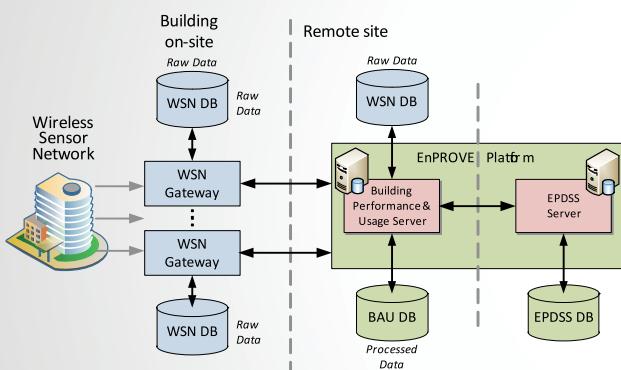 Building
on-site
Remote site
Raw Data
Raw Data
WSN DB
Raw
Data
WSN DB
Wireless
Sensor
Network
EnPROVE Platfrm
WSN
Gateway
Building
Performance &
Usage Server
EPDSS
Server
WSN
Gateway
WSN DB
Raw
Data
BAU DB
EPDSS DB
Processed
Data